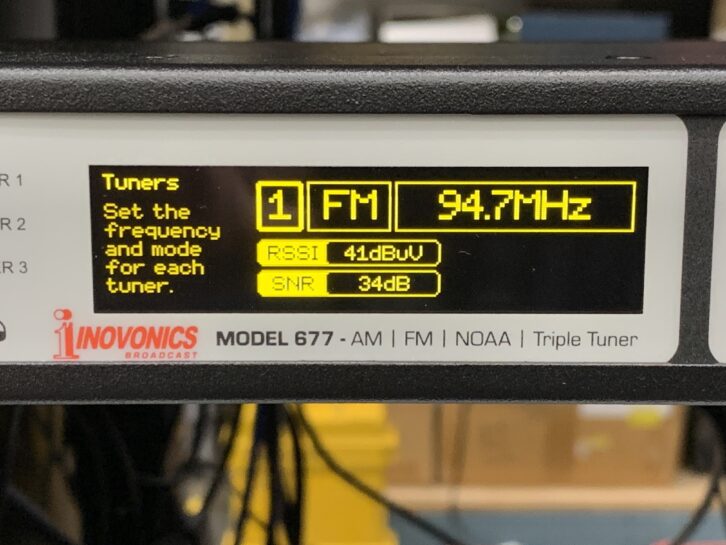 R 1
R 2
ER 3
Tuners
Set the
frequency
and mode
for each
tuner.
1 FM 94.7MHz
RSSI 41dBuV
SNR 34dB
INOVONICS
BROADCAST
MODEL 677 - AM | FM | NOAA | Triple Tuner